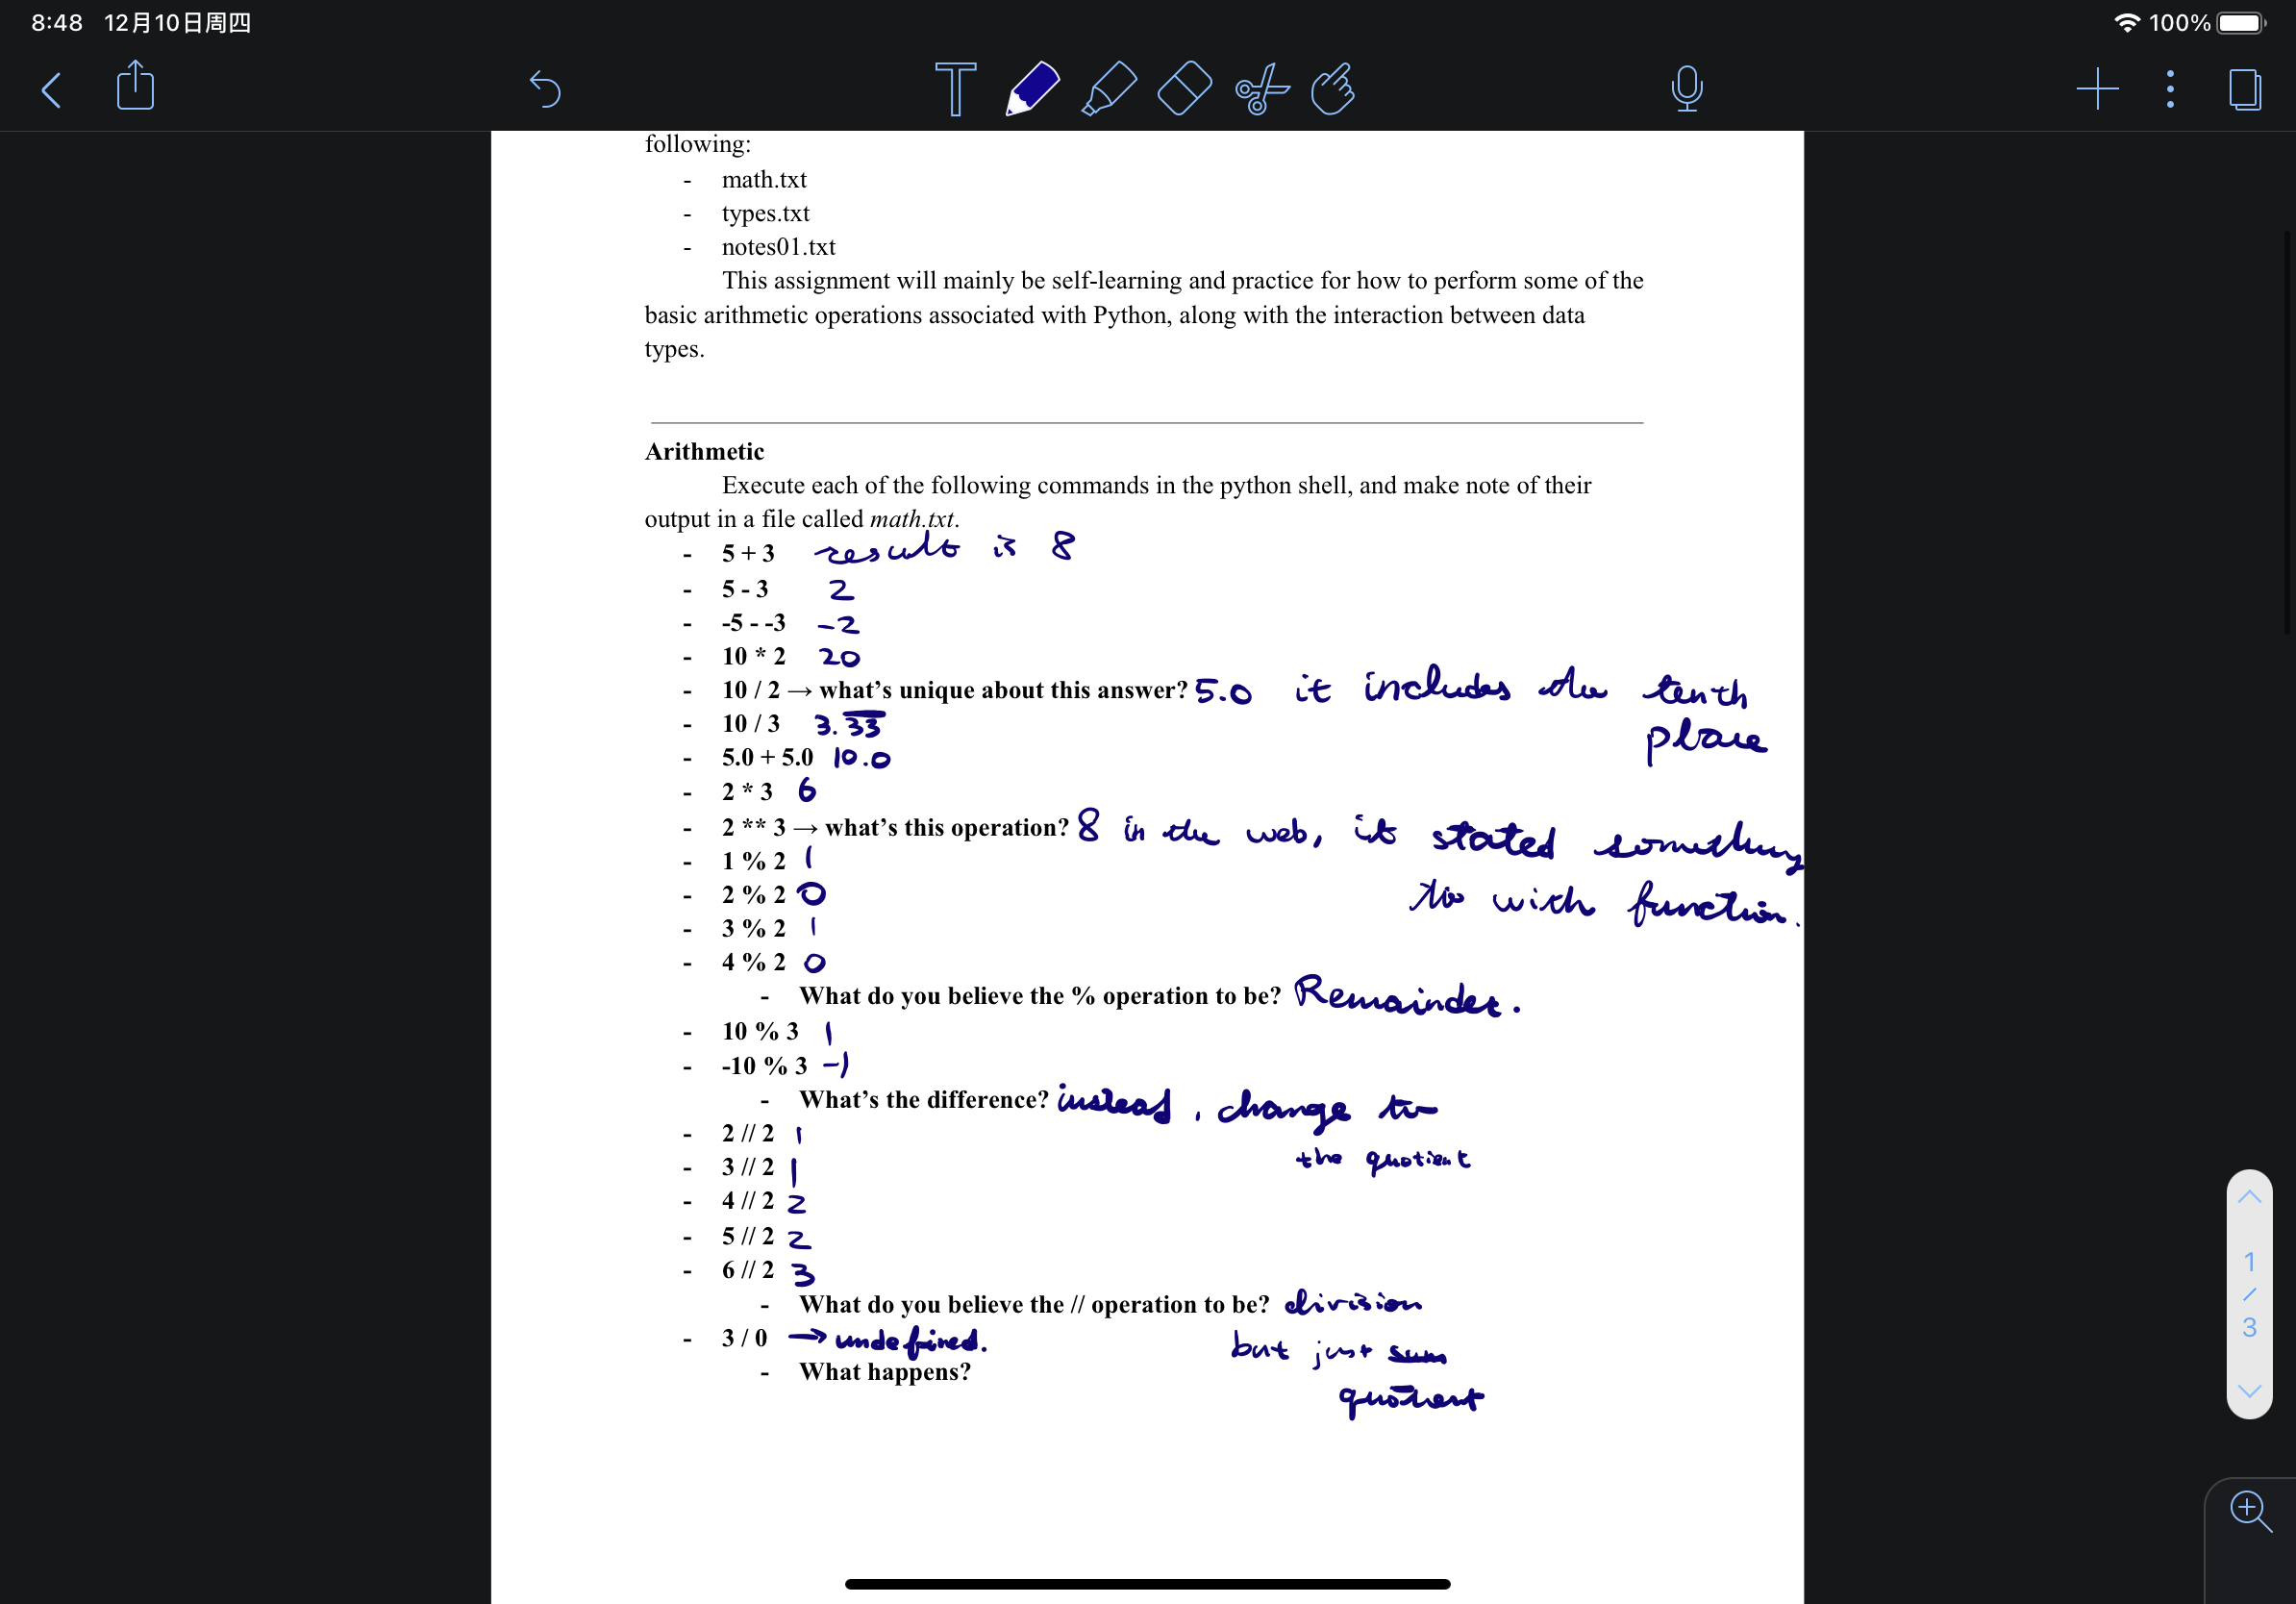 8:48 12月10日周四 100%
following:
- math.txt
- types.txt
- notes01.txt
This assignment will mainly be self-learning and practice for how to perform some of the
basic arithmetic operations associated with Python, along with the interaction between data
types.
Arithmetic
Execute each of the following commands in the python shell, and make note of their
output in a file called math.txt.
- 5 + 3 result is 8
- 5 - 3 2
- -5 - -3 -2
- 10 * 2 20
- 10 / 2 → what's unique about this answer? 5.0 it includes the tenth
place
- 10 / 3 3.33
- 5.0 + 5.0 10.0
- 2 * 3 6
- 2 ** 3 → what's this operation? 8 in the web, it stated something
- 1 % 2 1
- 2 % 2 0 with function.
- 3 % 2 1
- 4 % 2 0
- What do you believe the % operation to be? Remainder.
- 10 % 3 1
- -10 % 3 -1
- What's the difference? instead, change to
- 2 // 2 1
the quotient
- 3 // 2 1
- 4 // 2 2
- 5 // 2 2
- 6 // 2 3
- What do you believe the // operation to be? division
- 3 / 0 → undefined. but just sum
- What happens?
quotient
1
/
3